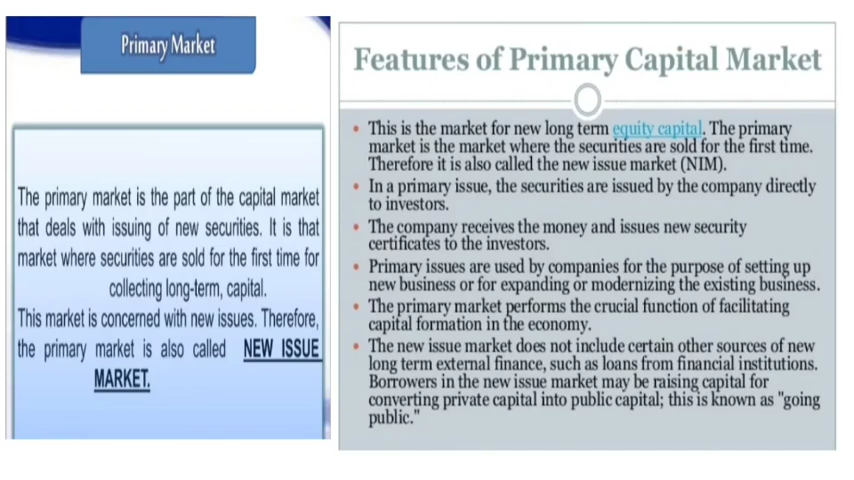 Primary Market
The primary market is the part of the capital market
that deals with issuing of new securities. It is that
market where securities are sold for the first time for
collecting long-term, capital.
This market is concerned with new issues. Therefore,
the primary market is also called NEW ISSUE
MARKET.
Features of Primary Capital Market
• This is the market for new long term equity capital. The primary
market is the market where the securities are sold for the first time.
Therefore it is also called the new issue market (NIM).
• In a primary issue, the securities are issued by the company directly
to investors.
• The company receives the money and issues new security
certificates to the investors.
• Primary issues are used by companies for the purpose of setting up
new business or for expanding or modernizing the existing business.
• The primary market performs the crucial function of facilitating
capital formation in the economy.
• The new issue market does not include certain other sources of new
long term external finance, such as loans from financial institutions.
Borrowers in the new issue market may be raising capital for
converting private capital into public capital; this is known as "going
public."